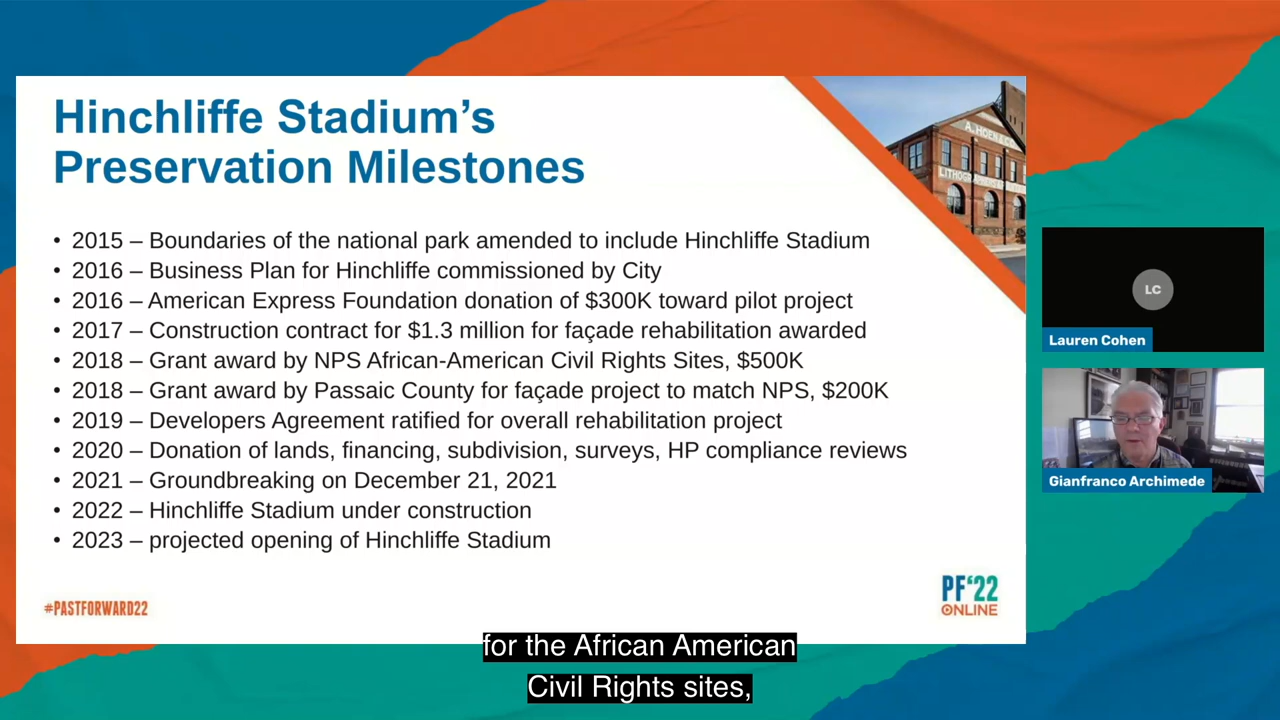 Hinchliffe Stadium’s
Preservation Milestones
• 2015 – Boundaries of the national park amended to include Hinchliffe Stadium
• 2016 – Business Plan for Hinchliffe commissioned by City
• 2016 – American Express Foundation donation of $300K toward pilot project
• 2017 – Construction contract for $1.3 million for façade rehabilitation awarded
• 2018 – Grant award by NPS African-American Civil Rights Sites, $500K
• 2018 – Grant award by Passaic County for façade project to match NPS, $200K
• 2019 – Developers Agreement ratified for overall rehabilitation project
• 2020 – Donation of lands, financing, subdivision, surveys, HP compliance reviews
• 2021 – Groundbreaking on December 21, 2021
• 2022 – Hinchliffe Stadium under construction
• 2023 – projected opening of Hinchliffe Stadium
#PASTFORWARD22
PF‘22
ONLINE
A. HOEN & CO
LC
Lauren Cohen
Gianfranco Archimede
for the African American
Civil Rights sites,